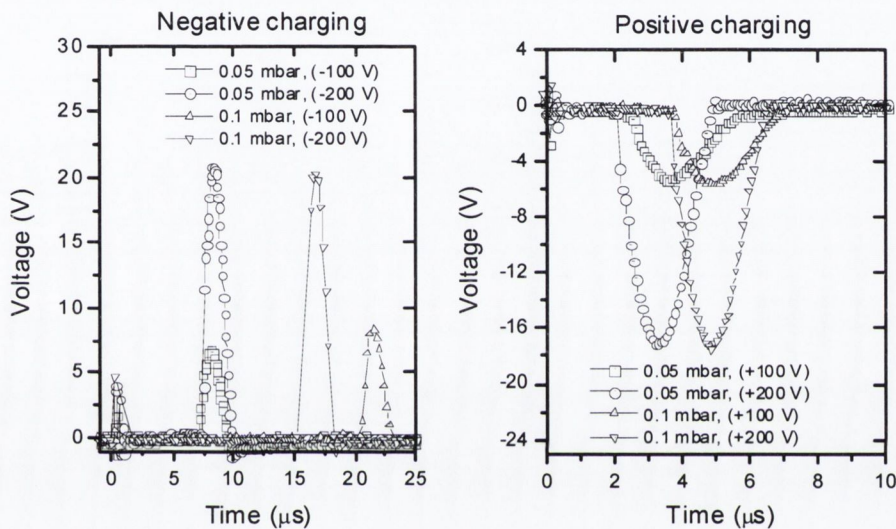 Negative charging
30
25
20
15
10
5
0
Voltage (V)
0.05 mbar, (-100 V)
0.05 mbar, (-200 V)
0.1 mbar, (-100 V)
0.1 mbar, (-200 V)
0 5 10 15 20 25
Time (μs)
Positive charging
4
0
-4
-8
-12
-16
-20
-24
Voltage (V)
0.05 mbar, (+100 V)
0.05 mbar, (+200 V)
0.1 mbar, (+100 V)
0.1 mbar, (+200 V)
0 2 4 6 8 10
Time (μs)